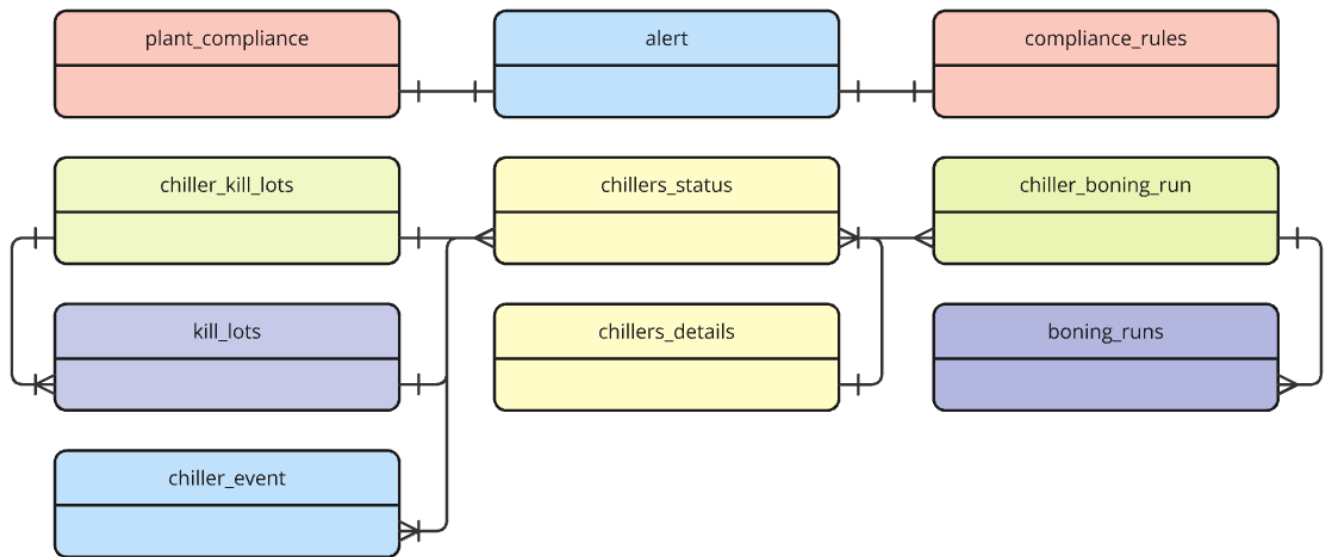 plant_compliance
alert
compliance_rules
chiller_kill_lots
chillers_status
chiller_boning_run
kill_lots
chillers_details
boning_runs
chiller_event